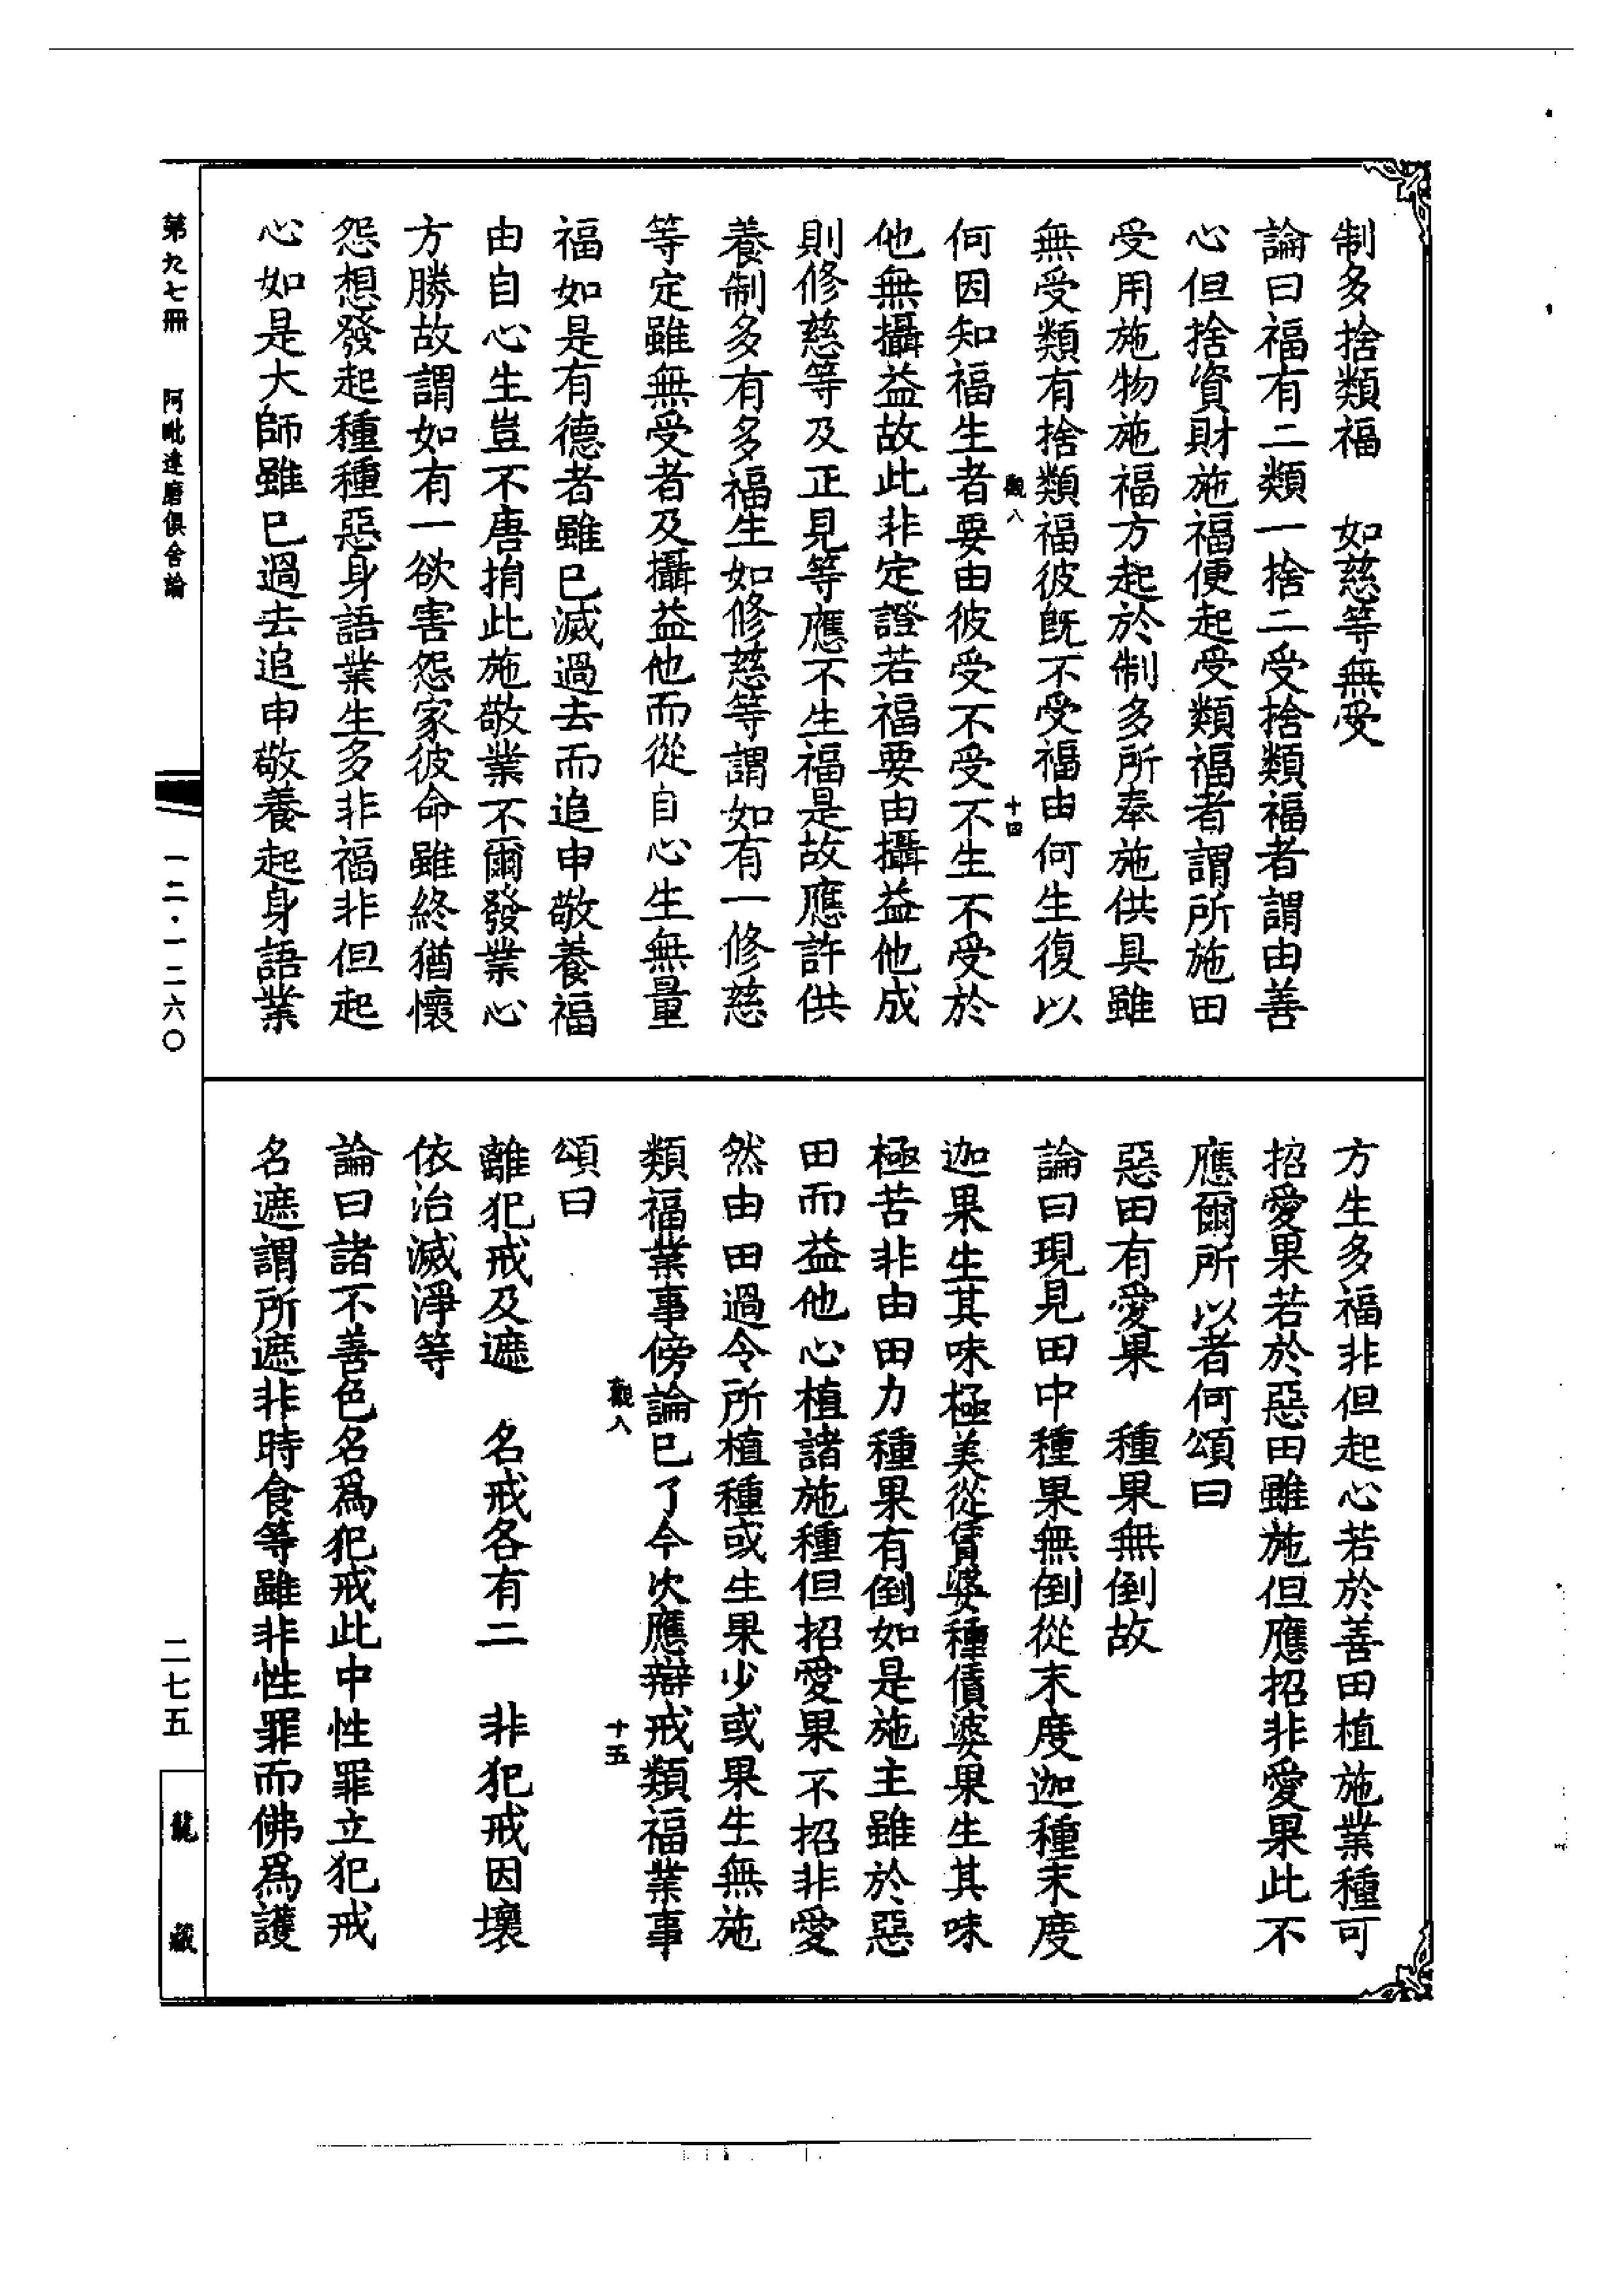 制多捨類福　如慈等無受
論曰福有二類一捨二受捨類福者謂由善
心但捨資財施福便起受類福者謂所施田
受用施物施福方起於制多所奉施供具雖
無受類有捨類福彼旣不受福由何生復以
觀八　十四
何因知福生者要由彼受不受不生不受於
他無攝益故此非定證若福要由攝益他成
則修慈等及正見等應不生福是故應許供
養制多有多福生如修慈等謂如有一修慈
等定雖無受者及攝益他而從自心生無量
福如是有德者雖已滅過去而追申敬養福
由自心生豈不唐捐此施敬業不爾發業心
方勝故謂如有一欲害怨家彼命雖終猶懷
怨想發起種種惡身語業生多非福非但起
心如是大師雖已過去追申敬養起身語業
方生多福非但起心若於善田植施業種可
招愛果若於惡田雖施但應招非愛果此不
應爾所以者何頌曰
惡田有愛果　種果無倒故
論曰現見田中種果無倒從末度迦種末度
迦果生其味極美從賃婆種賃婆果生其味
極苦非由田力種果有倒如是施主雖於惡
田而益他心植諸施種但招愛果不招非愛
然由田過令所植種或生果少或果生無施
類福業事傍論已了今次應辯戒類福業事
觀八　十五
頌曰
離犯戒及遮　名戒各有二　非犯戒因壞
依治滅淨等
論曰諸不善色名爲犯戒此中性罪立犯戒
名遮謂所遮非時食等雖非性罪而佛爲護
第九七冊　阿毗達磨俱舍論　一二·一二六〇　二七五　龍藏